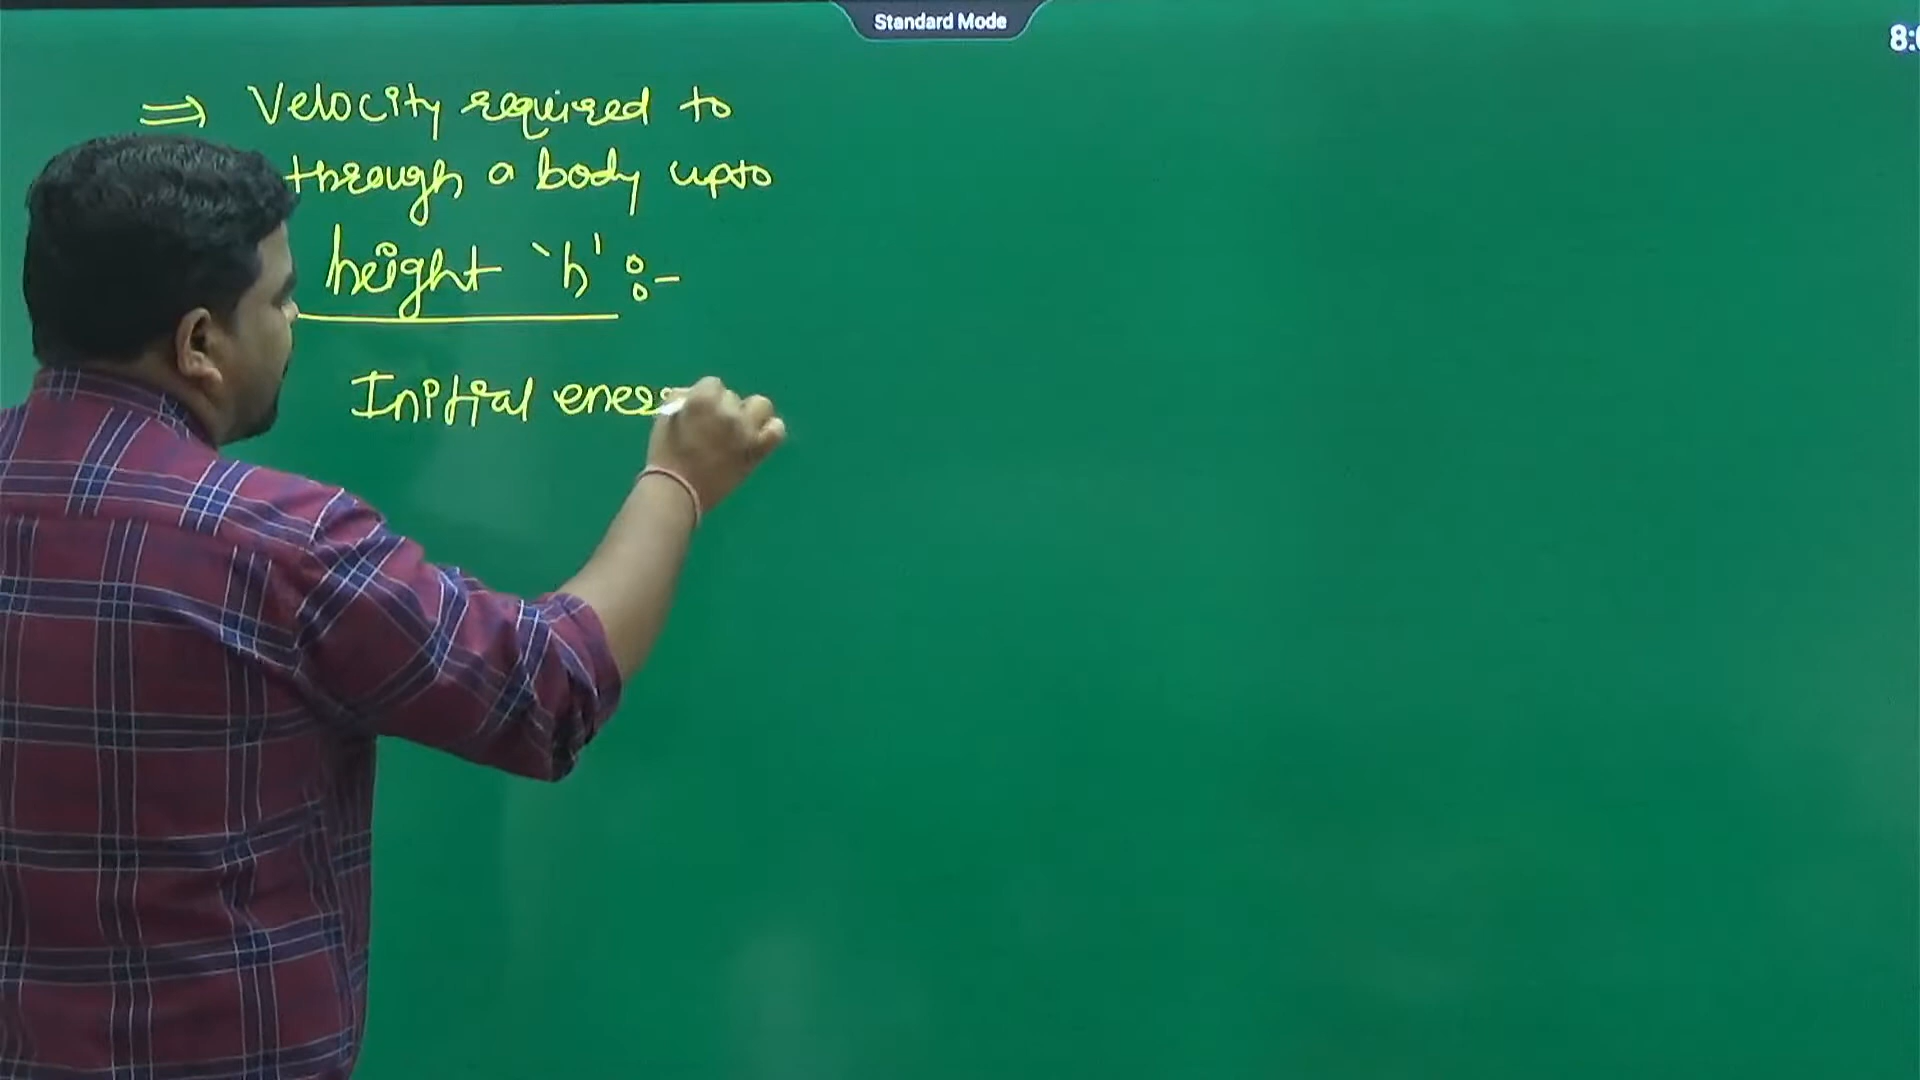 Standard Mode
⇒ Velocity required to
through a body upto
height 'h' :-
Initial